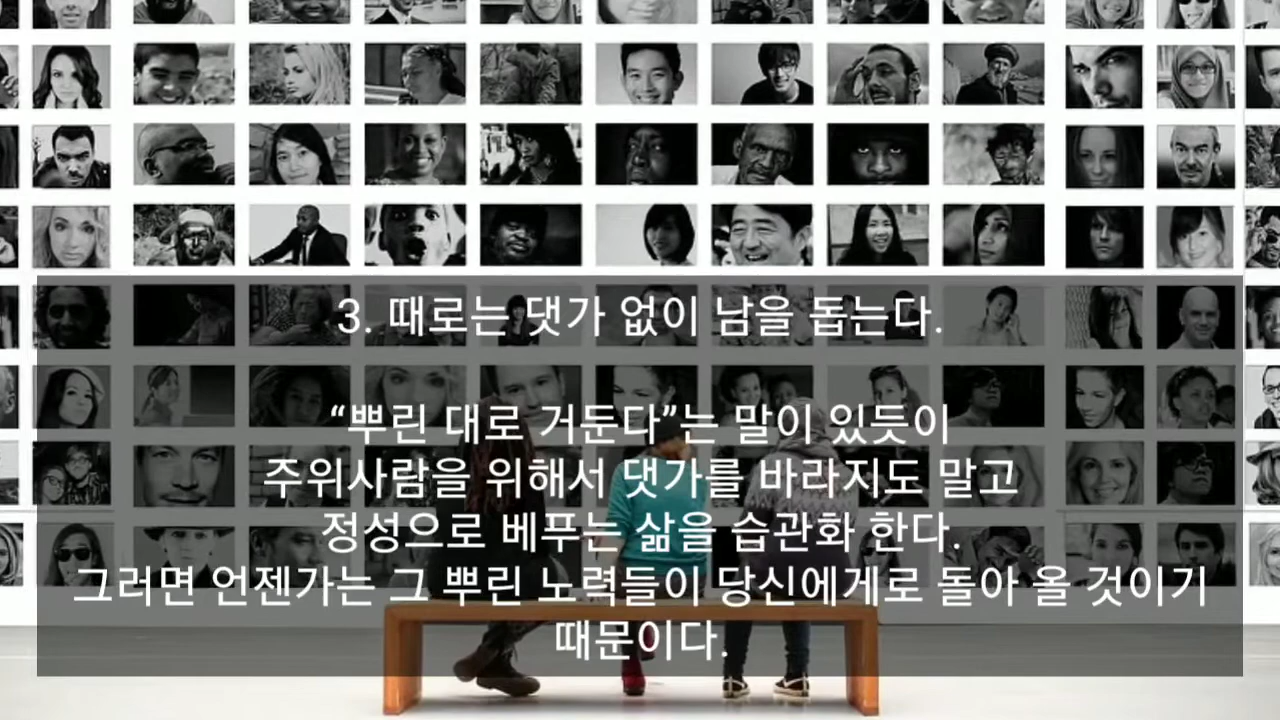 3. 때로는 댓가 없이 남을 돕는다.
“뿌린 대로 거둔다”는 말이 있듯이
주위사람을 위해서 댓가를 바라지도 말고
정성으로 베푸는 삶을 습관화 한다.
그러면 언젠가는 그 뿌린 노력들이 당신에게로 돌아 올 것이기
때문이다.